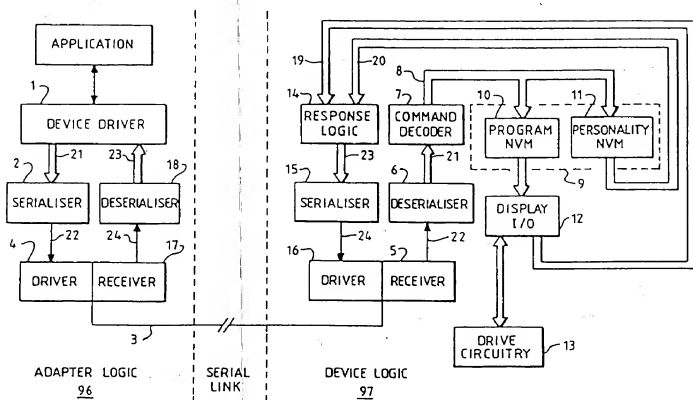 APPLICATION
1
DEVICE DRIVER
21
23
2
18
SERIALISER
DESERIALISER
22
24
4
17
DRIVER
RECEIVER
3
ADAPTER LOGIC
96
SERIAL
LINK
19
20
8
14
7
10
11
RESPONSE
LOGIC
COMMAND
DECODER
PROGRAM
NVM
PERSONALITY
NVM
23
21
9
15
6
SERIALISER
DESERIALISER
DISPLAY
I/O
12
24
22
16
5
DRIVER
RECEIVER
DRIVE
CIRCUITRY
13
DEVICE LOGIC
97